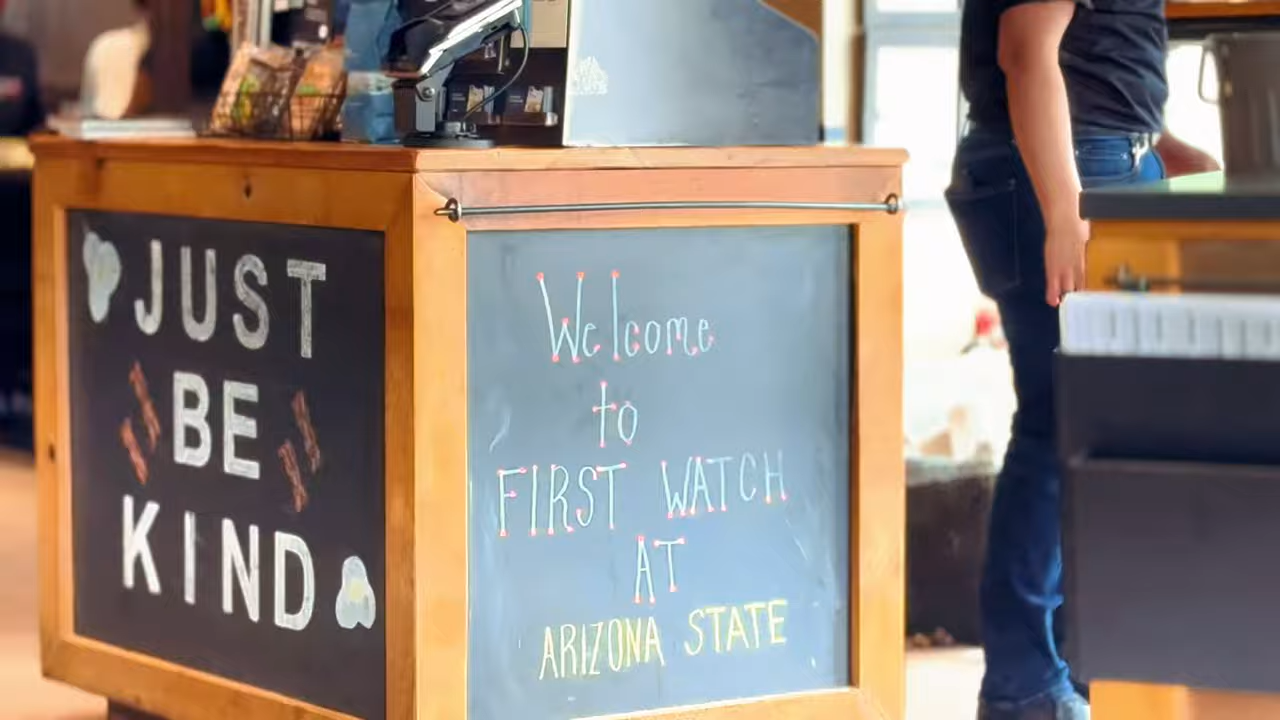 JUST
BE
KIND
Welcome
to
FIRST WATCH
AT
ARIZONA STATE